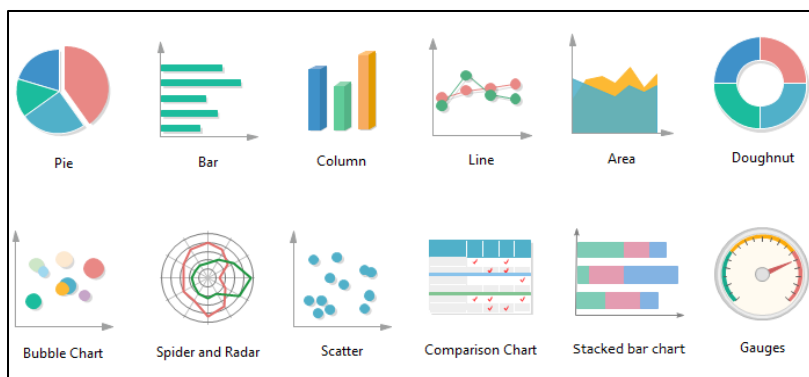 Pie
Bar
Column
Line
Area
Doughnut
Bubble Chart
Spider and Radar
Scatter
Comparison Chart
Stacked bar chart
Gauges